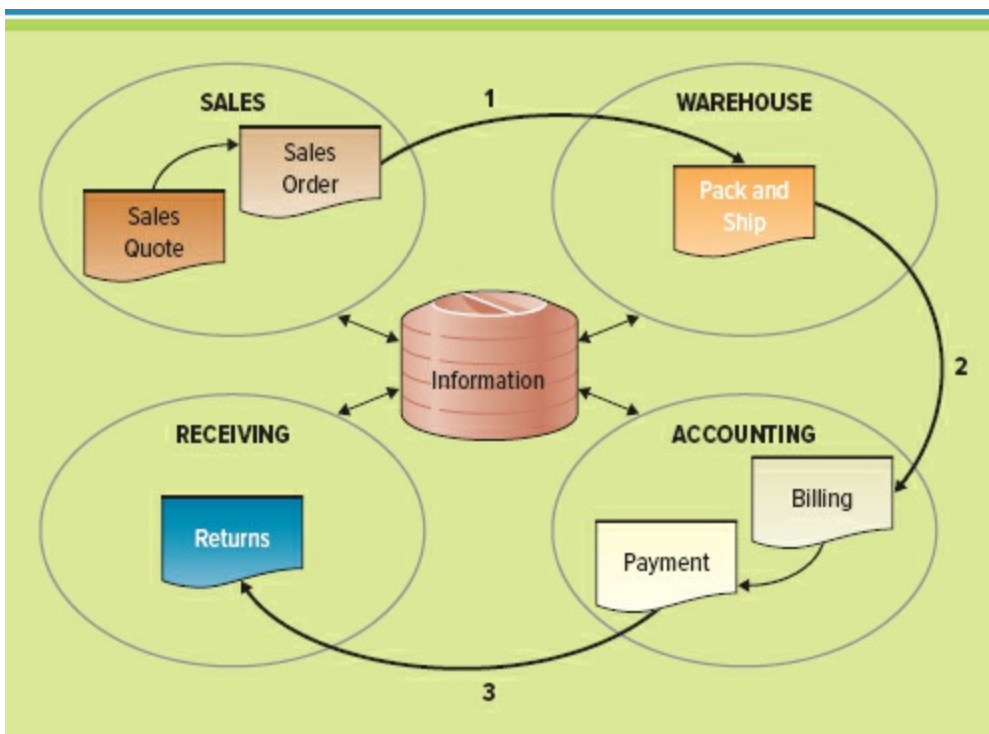 SALES
Sales
Order
Sales
Quote
1
WAREHOUSE
Pack and
Ship
2
Information
RECEIVING
Returns
ACCOUNTING
Billing
Payment
3